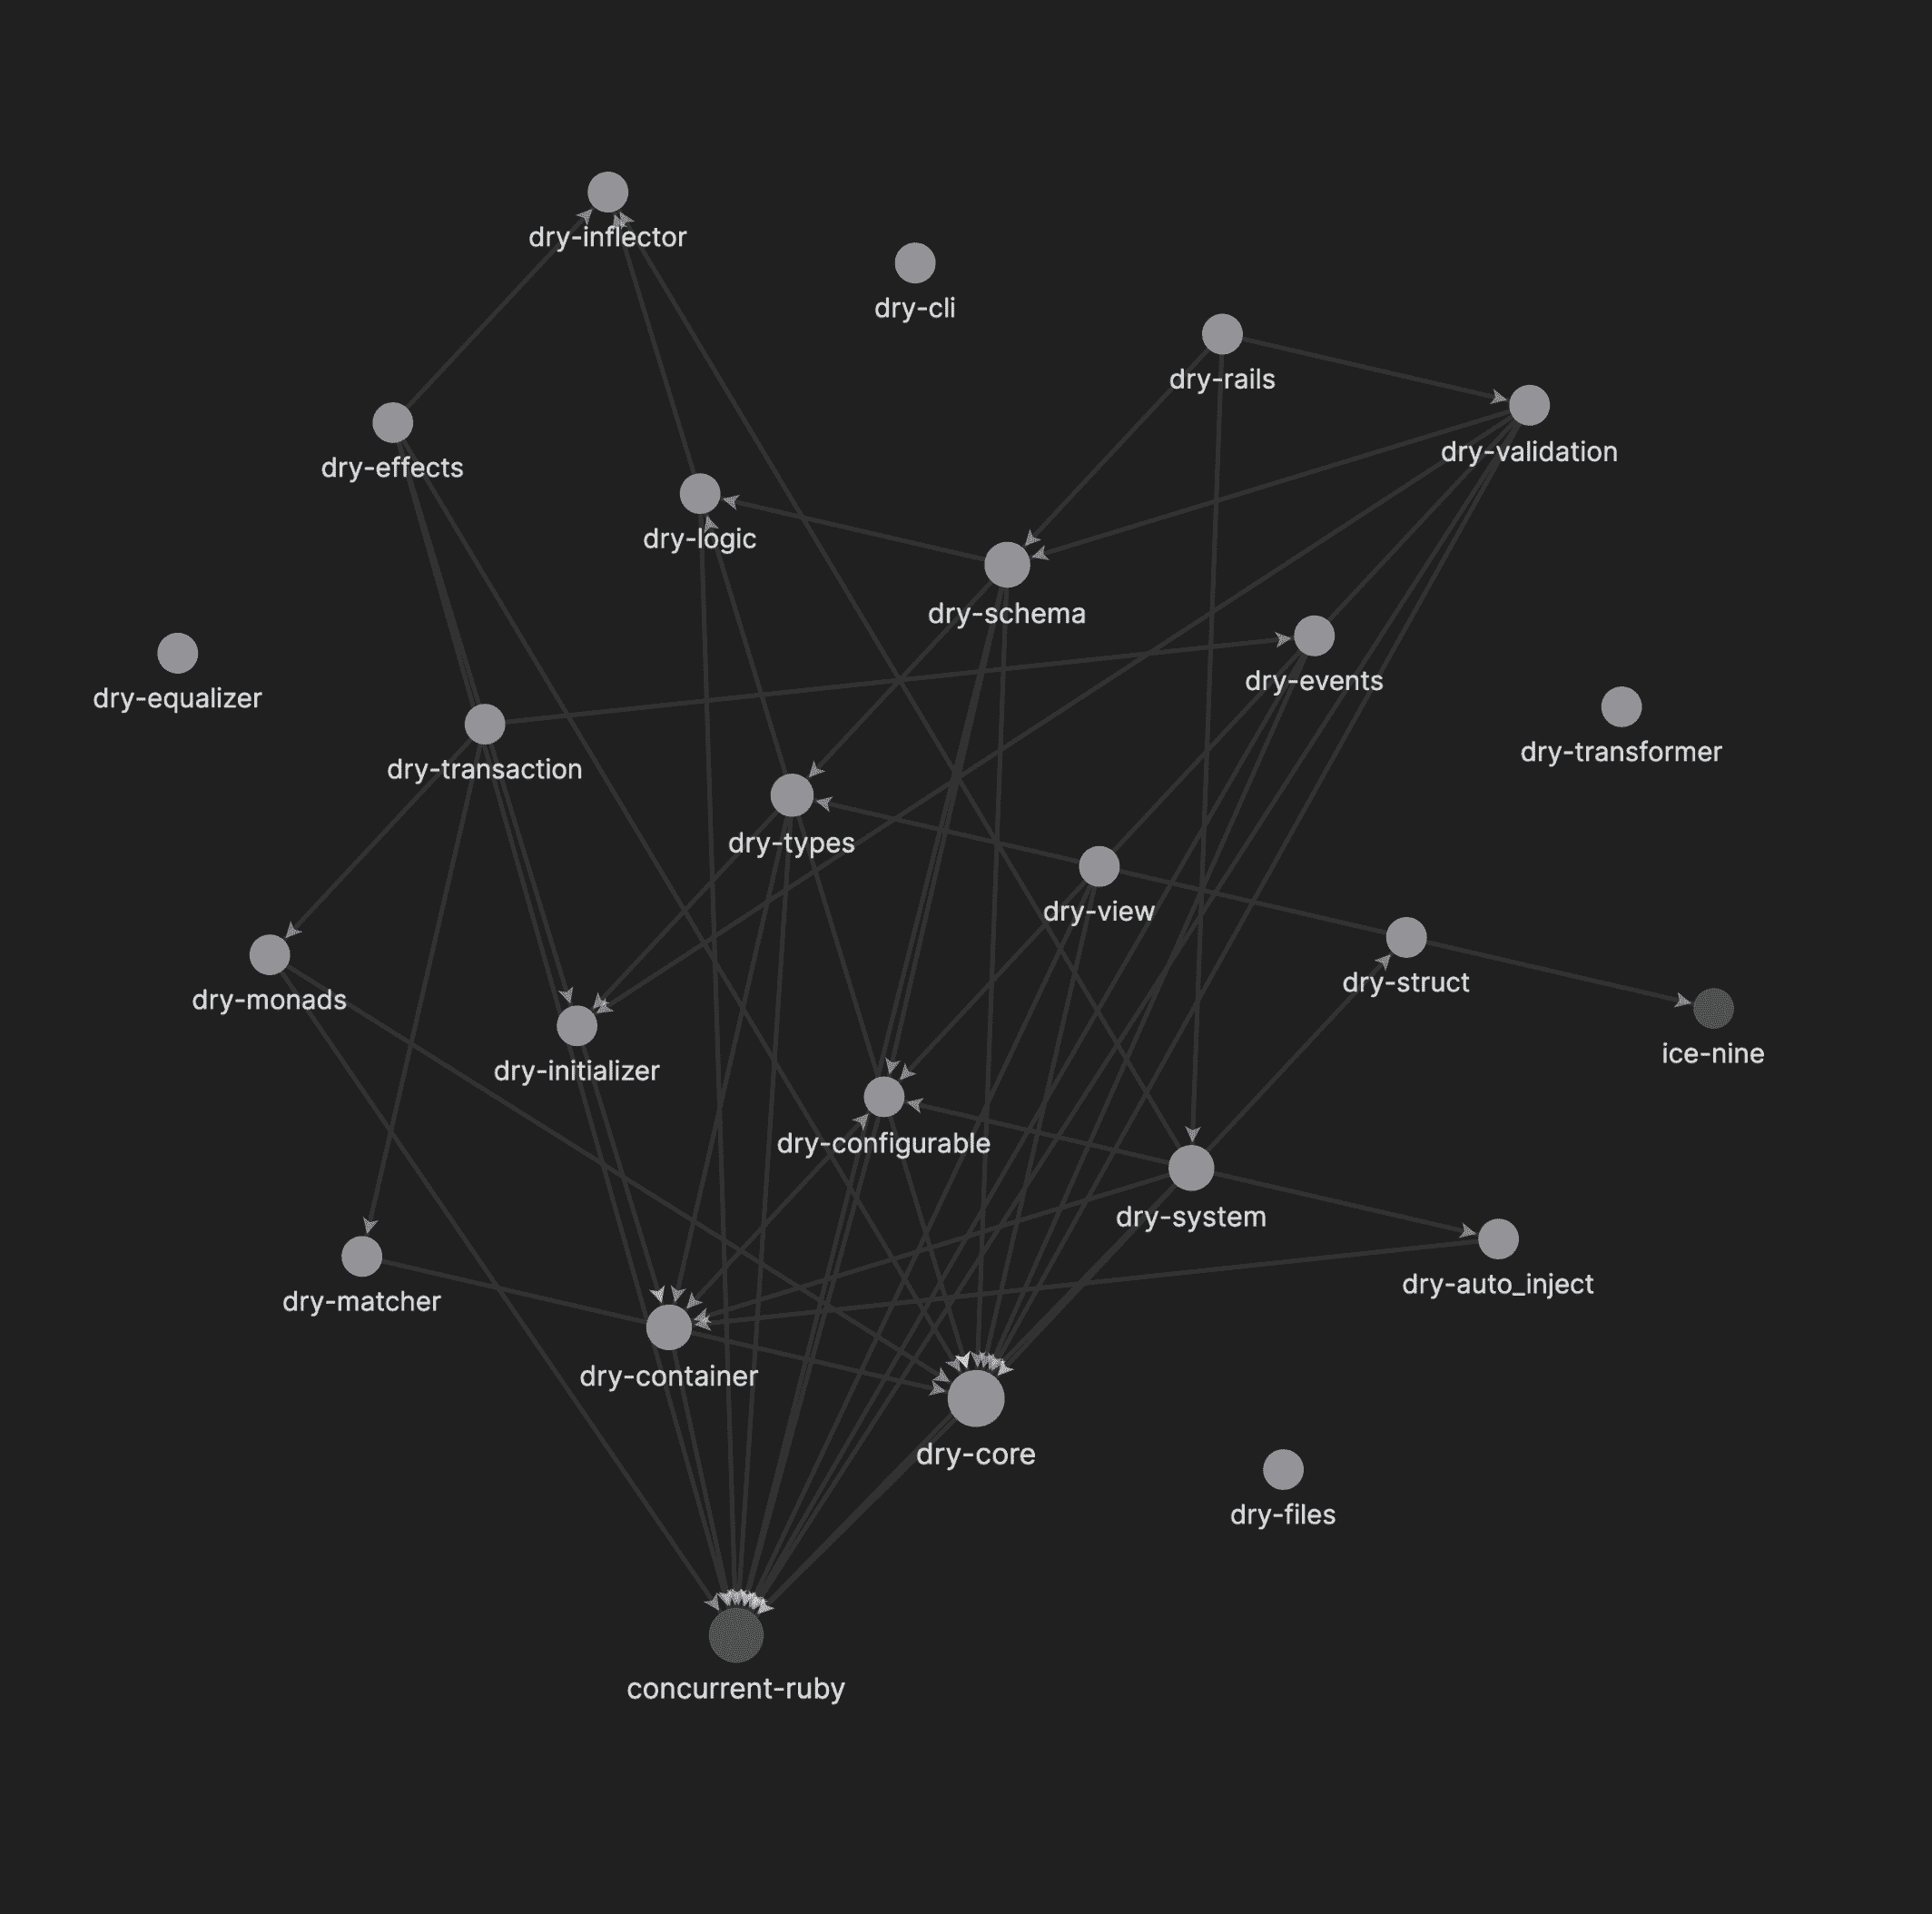 dry-inflector
dry-cli
dry-rails
dry-validation
dry-effects
dry-logic
dry-schema
dry-events
dry-equalizer
dry-transformer
dry-transaction
dry-types
dry-view
dry-struct
dry-monads
ice-nine
dry-initializer
dry-configurable
dry-system
dry-auto_inject
dry-matcher
dry-container
dry-core
dry-files
concurrent-ruby